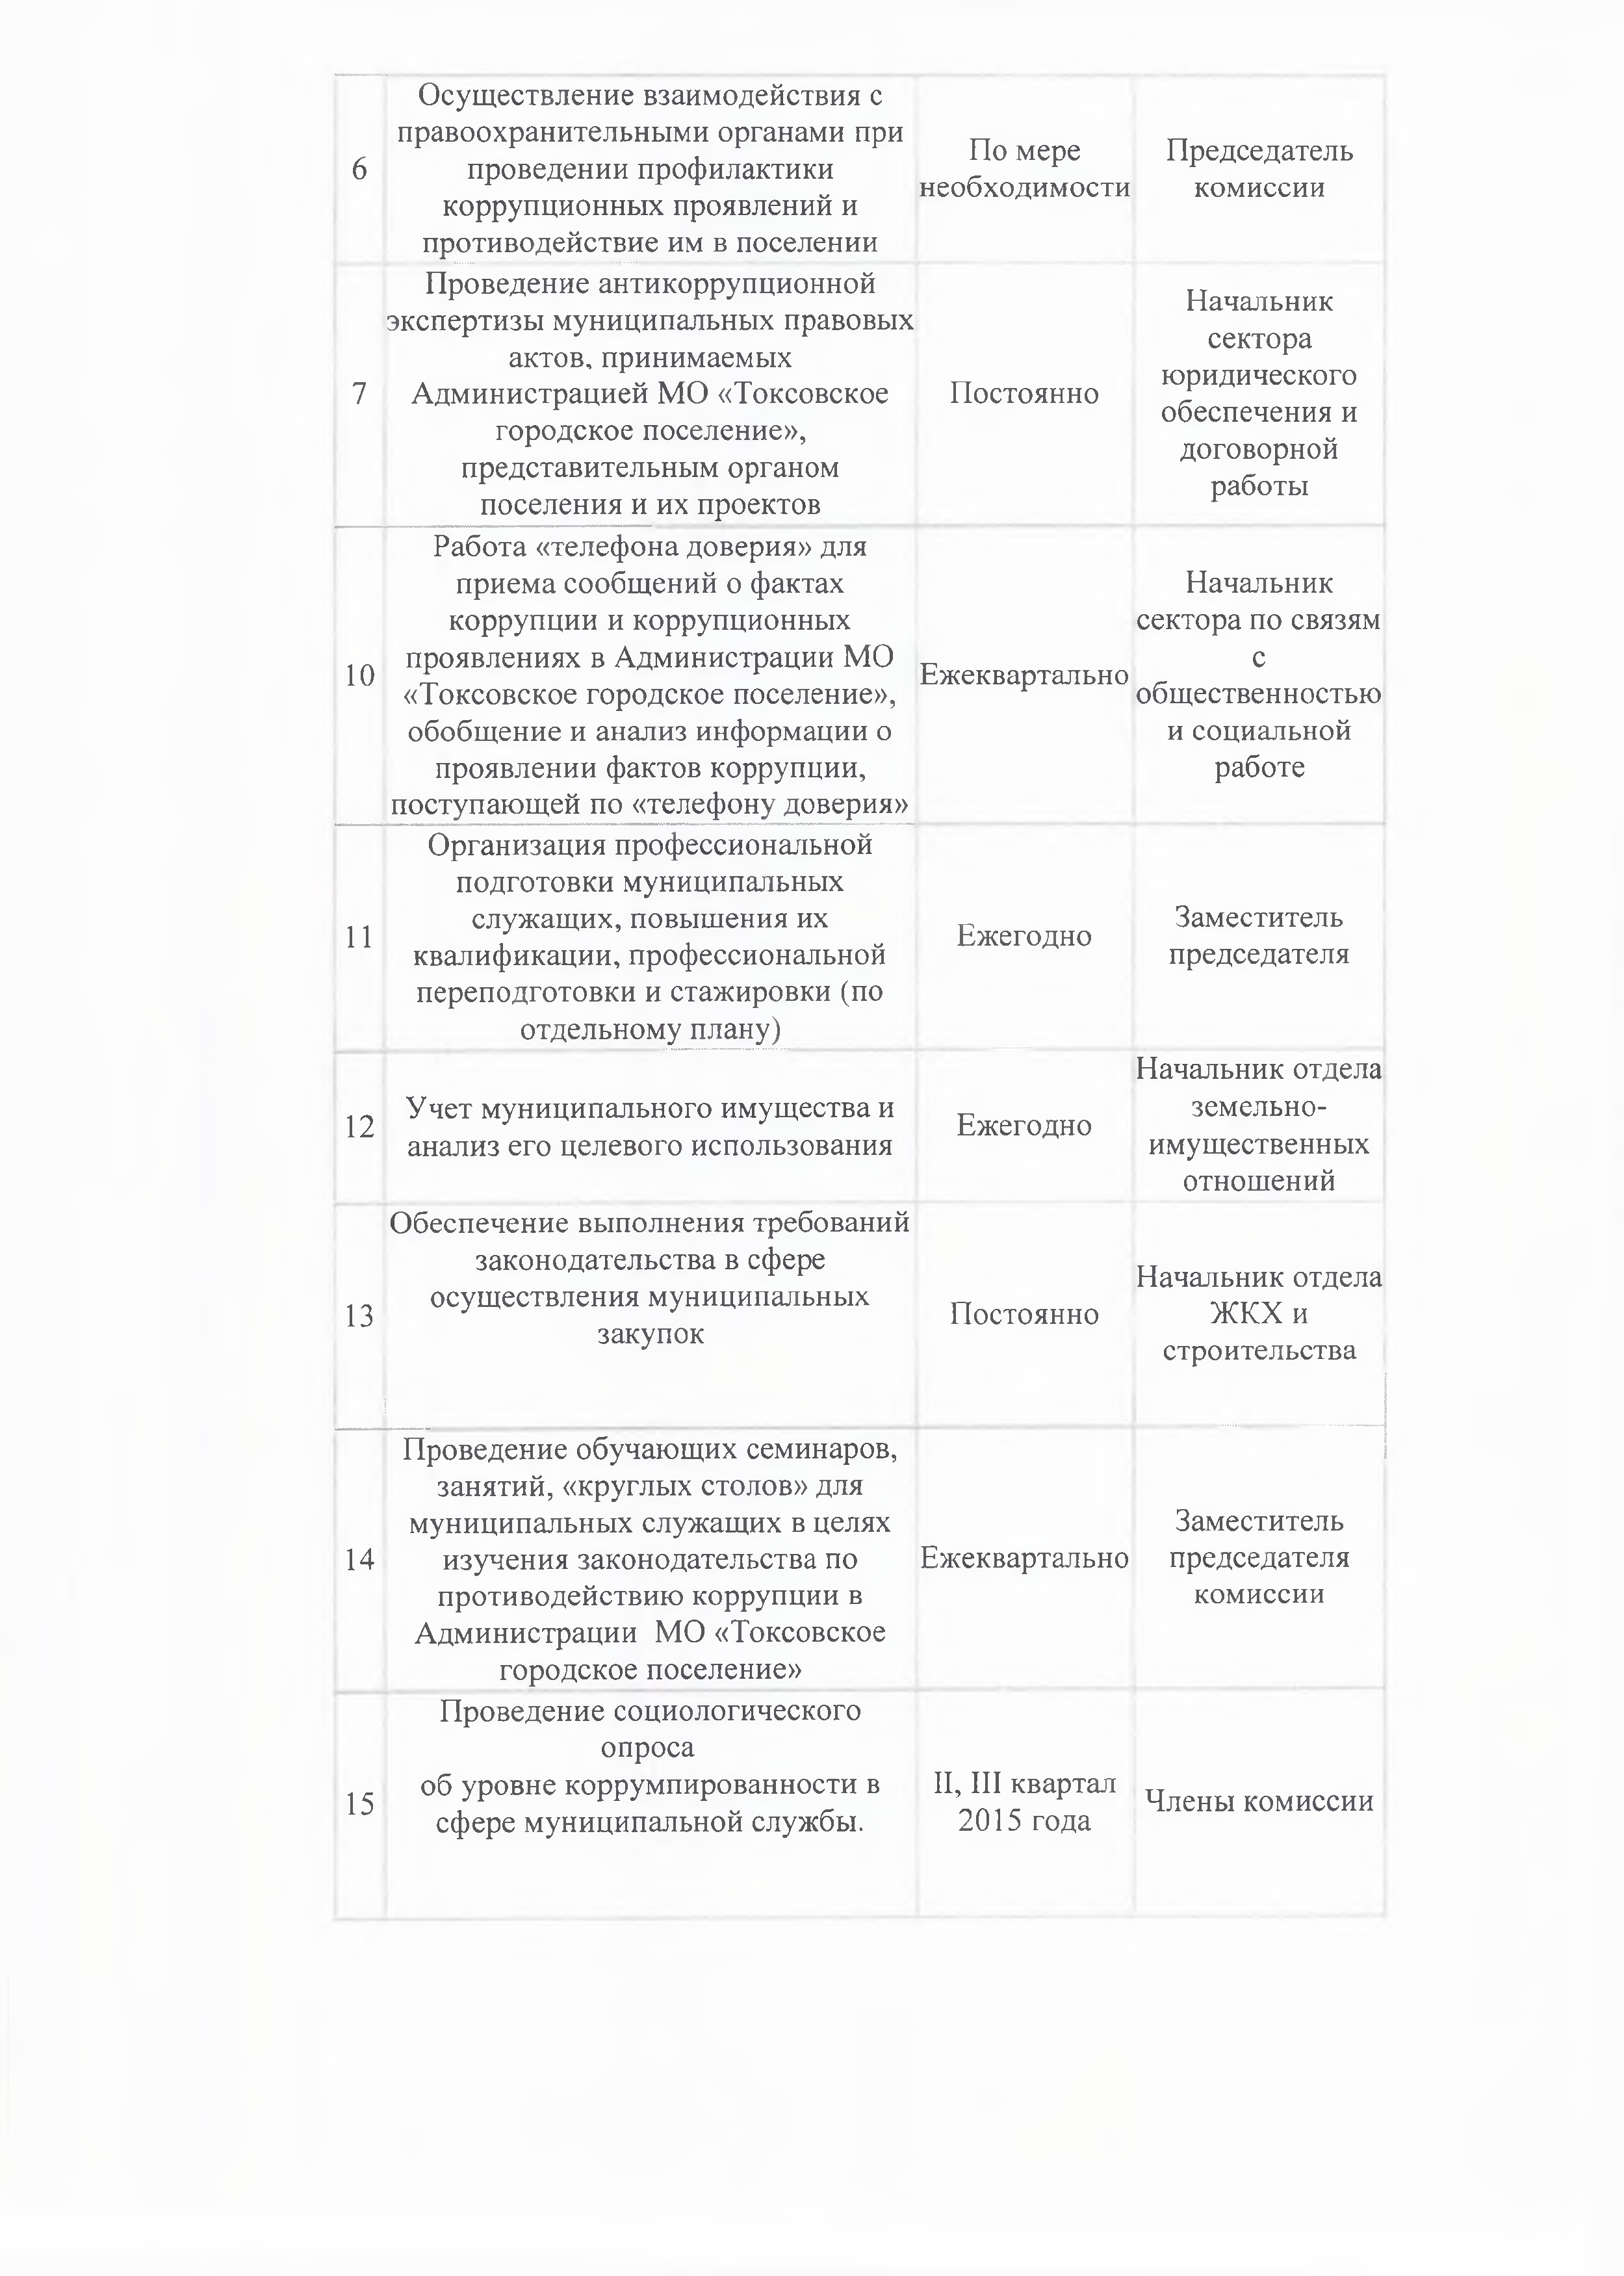 6
Осуществление взаимодействия с
правоохранительными органами при
проведении профилактики
коррупционных проявлений и
противодействие им в поселении
По мере
необходимости
Председатель
комиссии
7
Проведение антикоррупционной
экспертизы муниципальных правовых
актов, принимаемых
Администрацией МО «Токсовское
городское поселение»,
представительным органом
поселения и их проектов
Постоянно
Начальник
сектора
юридического
обеспечения и
договорной
работы
10
Работа «телефона доверия» для
приема сообщений о фактах
коррупции и коррупционных
проявлениях в Администрации МО
«Токсовское городское поселение»,
обобщение и анализ информации о
проявлении фактов коррупции,
поступающей по «телефону доверия»
Ежеквартально
Начальник
сектора по связям
с
общественностью
и социальной
работе
11
Организация профессиональной
подготовки муниципальных
служащих, повышения их
квалификации, профессиональной
переподготовки и стажировки (по
отдельному плану)
Ежегодно
Заместитель
председателя
12
Учет муниципального имущества и
анализ его целевого использования
Ежегодно
Начальник отдела
земельно-
имущественных
отношений
13
Обеспечение выполнения требований
законодательства в сфере
осуществления муниципальных
закупок
Постоянно
Начальник отдела
ЖКХ и
строительства
14
Проведение обучающих семинаров,
занятий, «круглых столов» для
муниципальных служащих в целях
изучения законодательства по
противодействию коррупции в
Администрации  МО «Токсовское
городское поселение»
Ежеквартально
Заместитель
председателя
комиссии
15
Проведение социологического
опроса
об уровне коррумпированности в
сфере муниципальной службы.
II, III квартал
2015 года
Члены комиссии